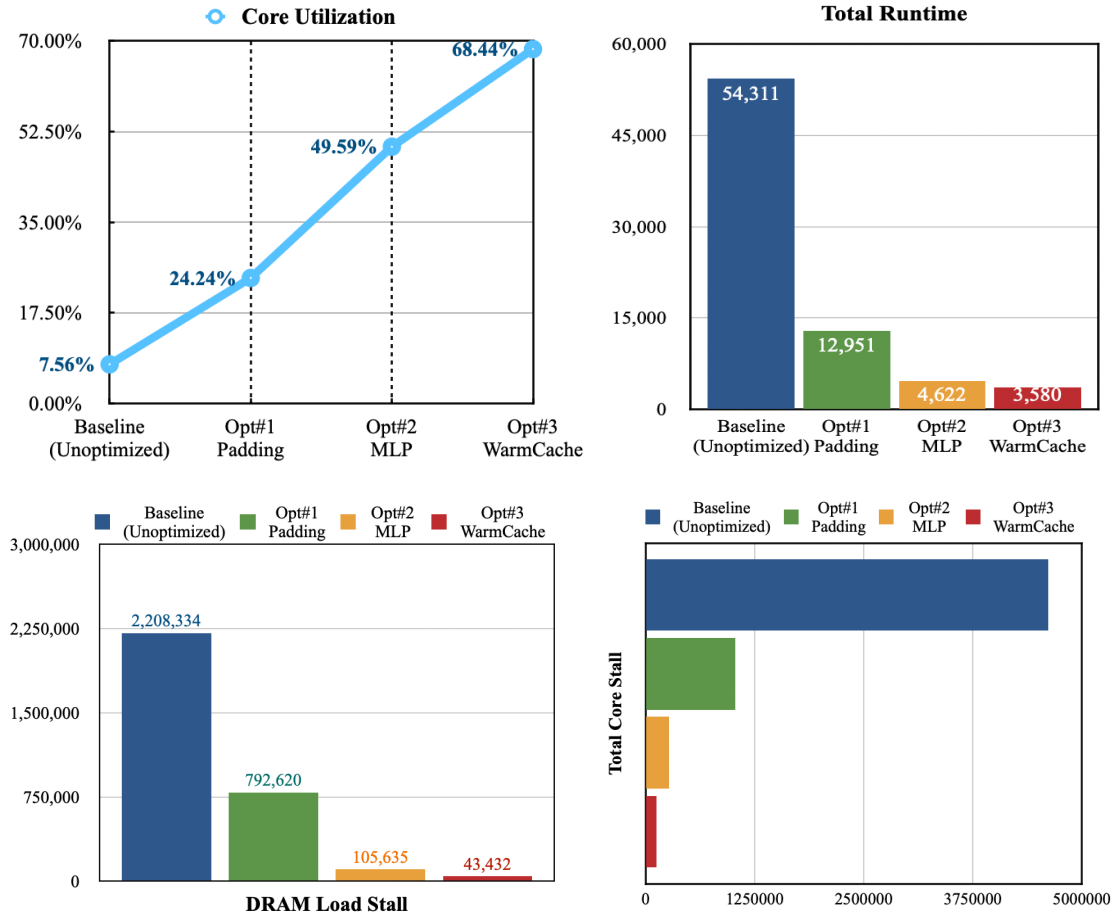 Core Utilization
70.00%
52.50%
35.00%
17.50%
0.00%
7.56%
24.24%
49.59%
68.44%
Baseline
(Unoptimized)
Opt#1
Padding
Opt#2
MLP
Opt#3
WarmCache
Total Runtime
60,000
45,000
30,000
15,000
0
54,311
12,951
4,622
3,580
Baseline
(Unoptimized)
Opt#1
Padding
Opt#2
MLP
Opt#3
WarmCache
Baseline
(Unoptimized)
Opt#1
Padding
Opt#2
MLP
Opt#3
WarmCache
3,000,000
2,250,000
1,500,000
750,000
0
2,208,334
792,620
105,635
43,432
DRAM Load Stall
Baseline
(Unoptimized)
Opt#1
Padding
Opt#2
MLP
Opt#3
WarmCache
Total Core Stall
0
1250000
2500000
3750000
5000000